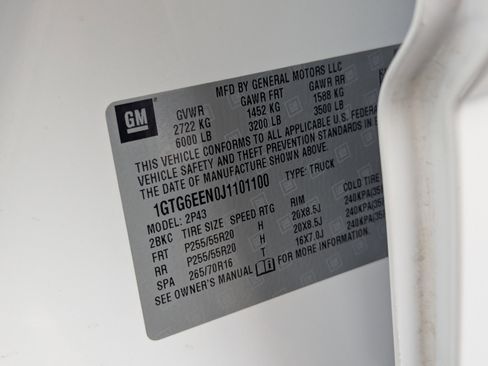 MFD BY GENERAL MOTORS LLC
GM
GVWR GAWR FRT GAWR RR
2722 KG 1452 KG 1588 KG
6000 LB 3200 LB 3500 LB
THIS VEHICLE CONFORMS TO ALL APPLICABLE U.S. FEDERAL
VEHICLE SAFETY AND THEFT PREVENTION STANDARDS IN
THE DATE OF MANUFACTURE SHOWN ABOVE.
1GTG6EEN0J1101100 TYPE: TRUCK
MODEL: 2P43
2BKC TIRE SIZE SPEED RTG RIM COLD TIRE
FRT P255/55R20 H 20X8.5J 240KPA(35
RR P255/55R20 H 20X8.5J 240KPA(35
SPA 265/70R16 T 16X7.0J 240KPA(35
SEE OWNER'S MANUAL FOR MORE INFORMATION